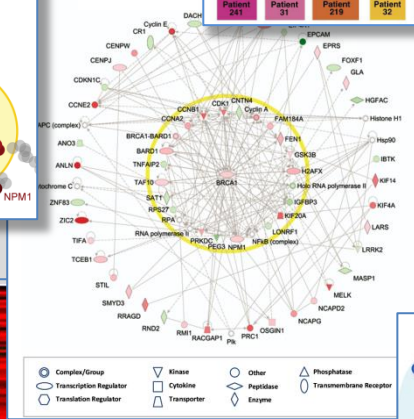 Patient 241
Patient 31
Patient 219
Patient 32
DACH
Cyclin E
CR1
EPCAM
CENPW
EPRS
CENPJ
FOXF1
GLA
CDKN1C
HGFAC
CCNE2
CCNB1
CDK1
CNTN4
Cyclin A
CCNA2
FAM184A
APC (complex)
Histone H1
BRCA1-BARD1
FEN1
Hsp90
ANO3
BARD1
GSK3B
IBTK
ANLN
TNFAIP2
H2AFX
TAF10
BRCA1
KIF14
Holo RNA polymerase II
SAT1
ZNF83
IGFBP3
KIF4A
RPS27
KIF20A
ZIC2
RPA
LONRF1
LARS
RNA polymerase II
NFkB (complex)
TIFA
PRKDC
PEG3
NPM1
LRRK2
TCEB1
MASP1
STIL
MELK
SMYD3
NCAPD2
RRAGD
NCAPG
RND2
OSGIN1
RMI1
RACGAP1
Plk
PRC1
NPM1
Complex/Group
Kinase
Other
Phosphatase
Transcription Regulator
Cytokine
Peptidase
Transmembrane Receptor
Translation Regulator
Transporter
Enzyme